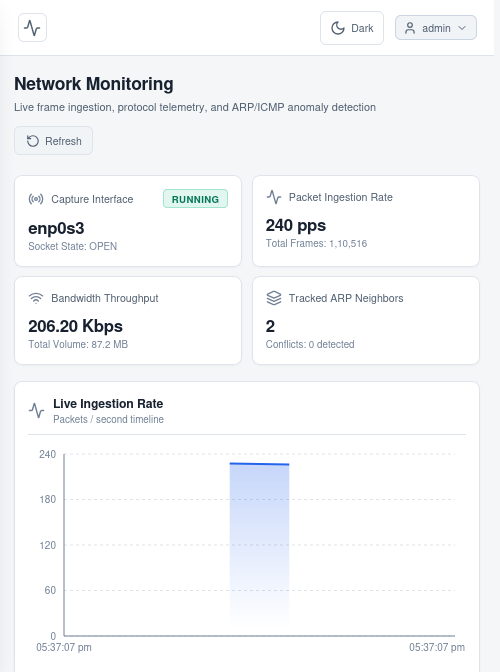 Dark
admin
Network Monitoring
Live frame ingestion, protocol telemetry, and ARP/ICMP anomaly detection
Refresh
Capture Interface
RUNNING
enp0s3
Socket State: OPEN
Packet Ingestion Rate
240 pps
Total Frames: 1,10,516
Bandwidth Throughput
206.20 Kbps
Total Volume: 87.2 MB
Tracked ARP Neighbors
2
Conflicts: 0 detected
Live Ingestion Rate
Packets / second timeline
240
180
120
60
0
05:37:07 pm
05:37:07 pm